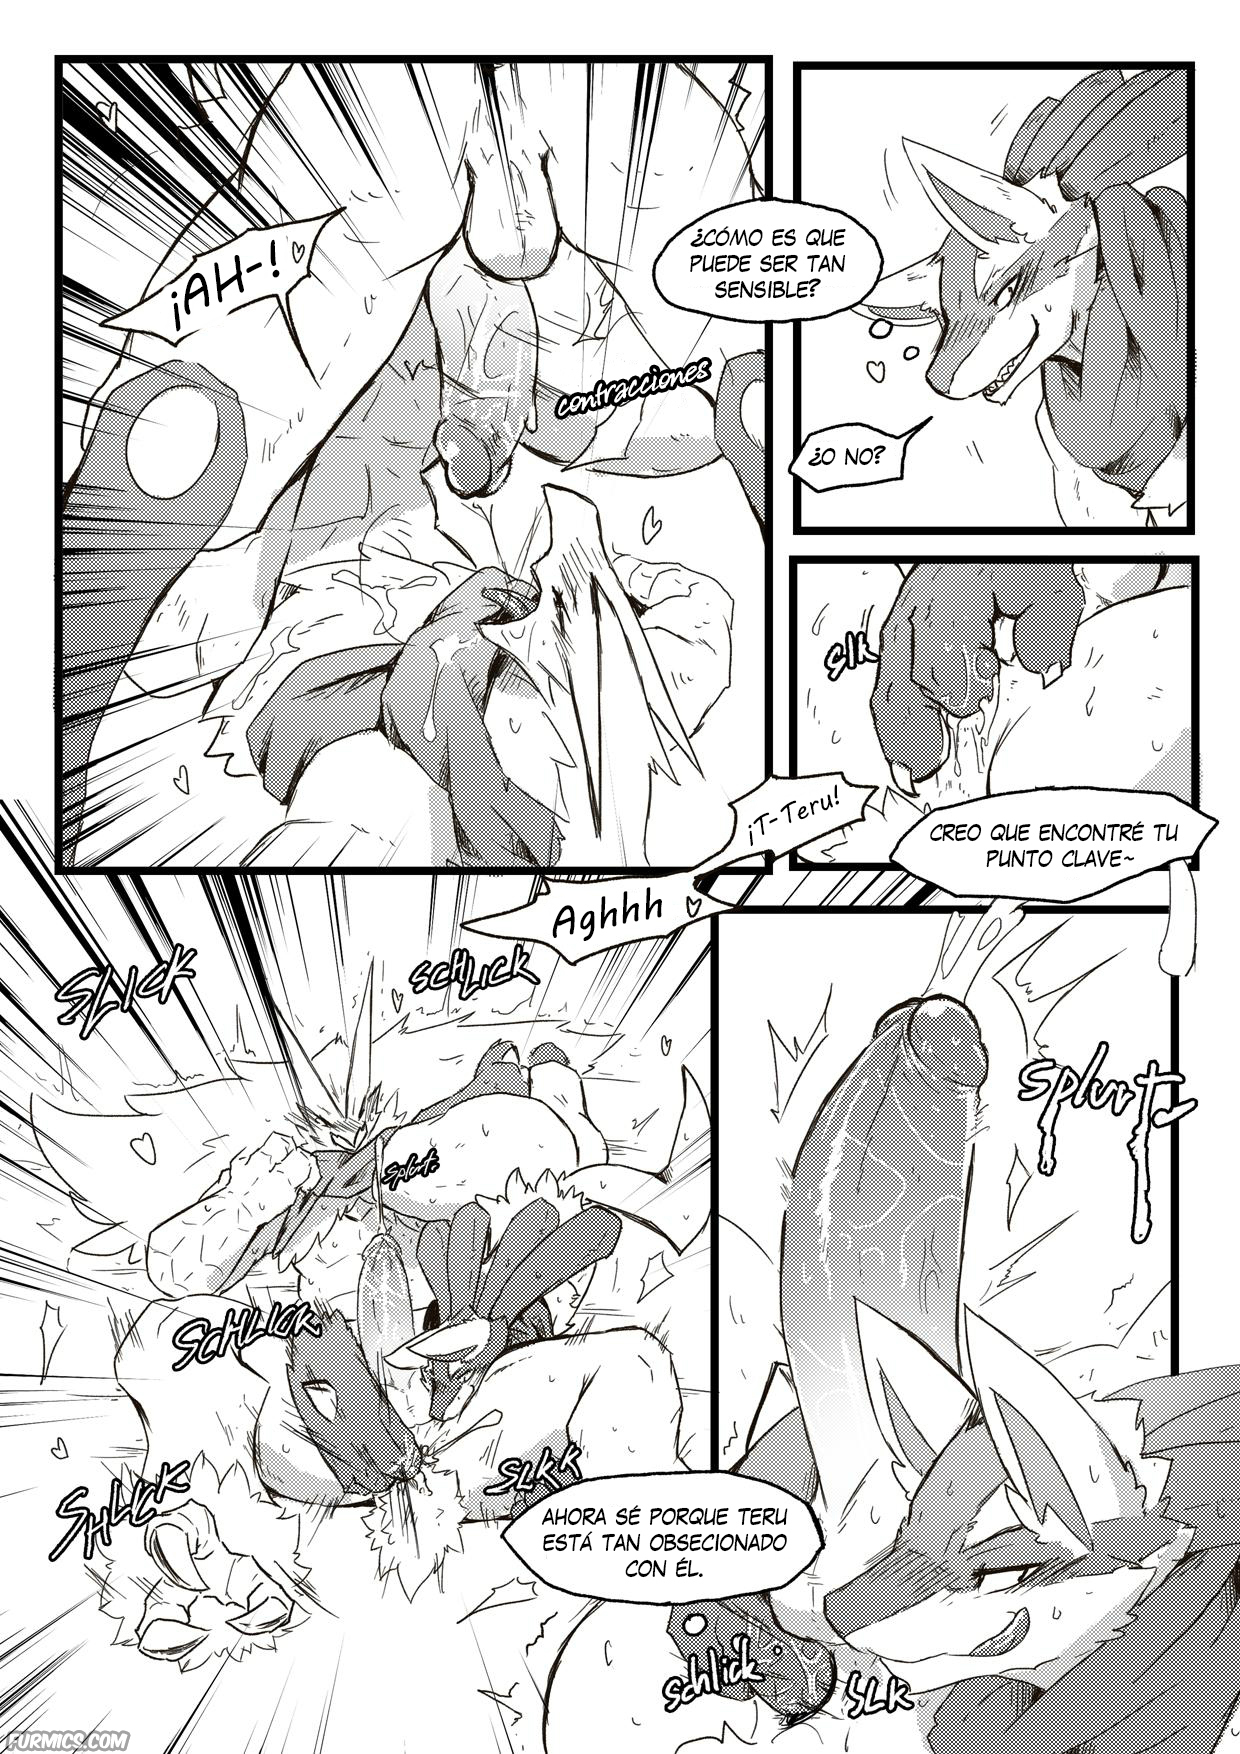 ¡AH-!
contracciones
¿CÓMO ES QUE
PUEDE SER TAN
SENSIBLE?
¿O NO?
SlK
CREO QUE ENCONTRÉ TU
PUNTO CLAVE~
¡T-Teru!
Aghhh
SLICK
SCHLICK
Splurt
SCHLICK
SHLICK
SLKK
Splurt
AHORA SÉ PORQUE TERU
ESTÁ TAN OBSECIONADO
CON ÉL.
Schlick
SLK
FURMICS.COM